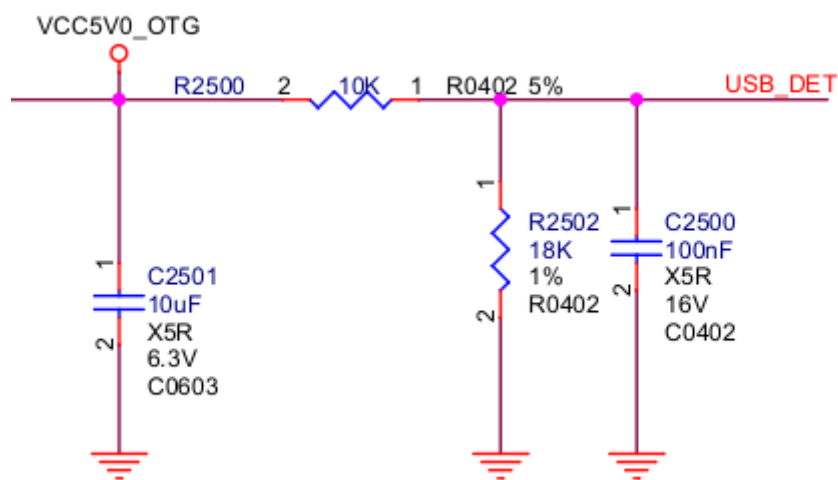 VCC5V0_OTG
R2500 2 10K 1 R0402 5% USB_DET
1
R2502
18K
1%
R0402
2
1
C2500
100nF
X5R
16V
C0402
2
1
C2501
10uF
X5R
6.3V
C0603
2